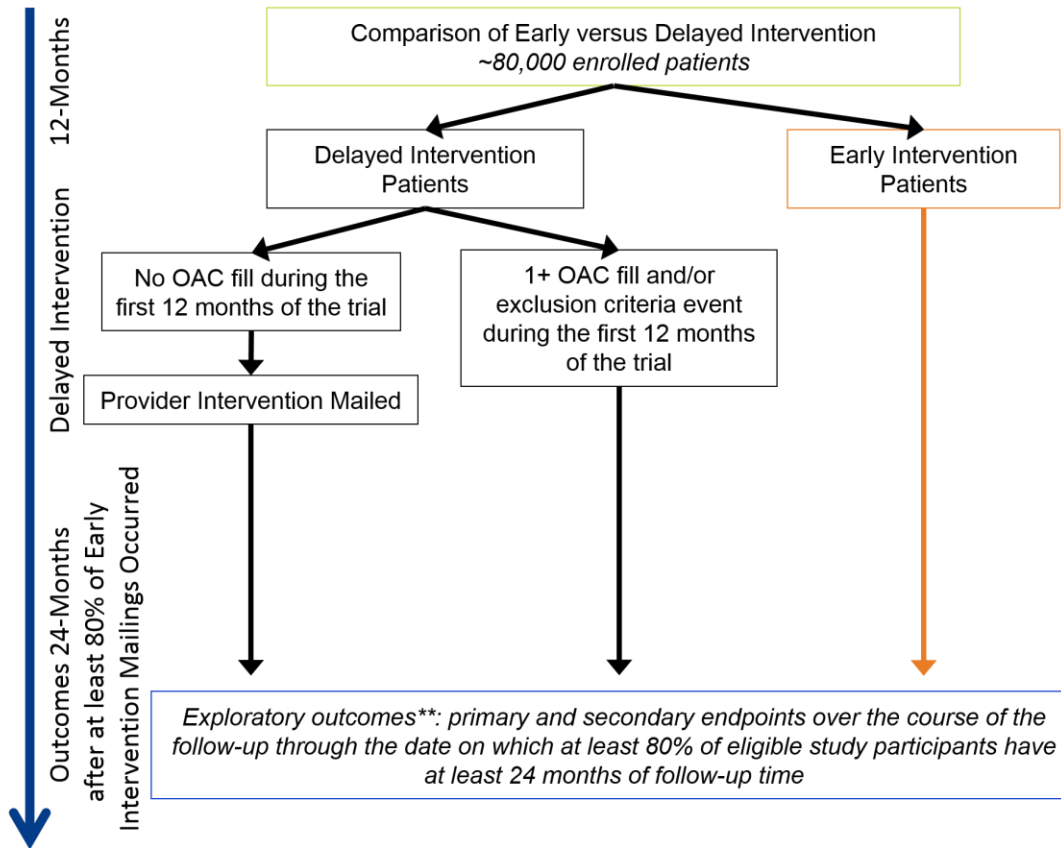 12-Months
Comparison of Early versus Delayed Intervention
~80,000 enrolled patients
Delayed Intervention
Patients
Early Intervention
Patients
Delayed Intervention
No OAC fill during the
first 12 months of the trial
1+ OAC fill and/or
exclusion criteria event
during the first 12 months
of the trial
Provider Intervention Mailed
Outcomes 24-Months
after at least 80% of Early
Intervention Mailings Occurred
Exploratory outcomes**: primary and secondary endpoints over the course of the
follow-up through the date on which at least 80% of eligible study participants have
at least 24 months of follow-up time